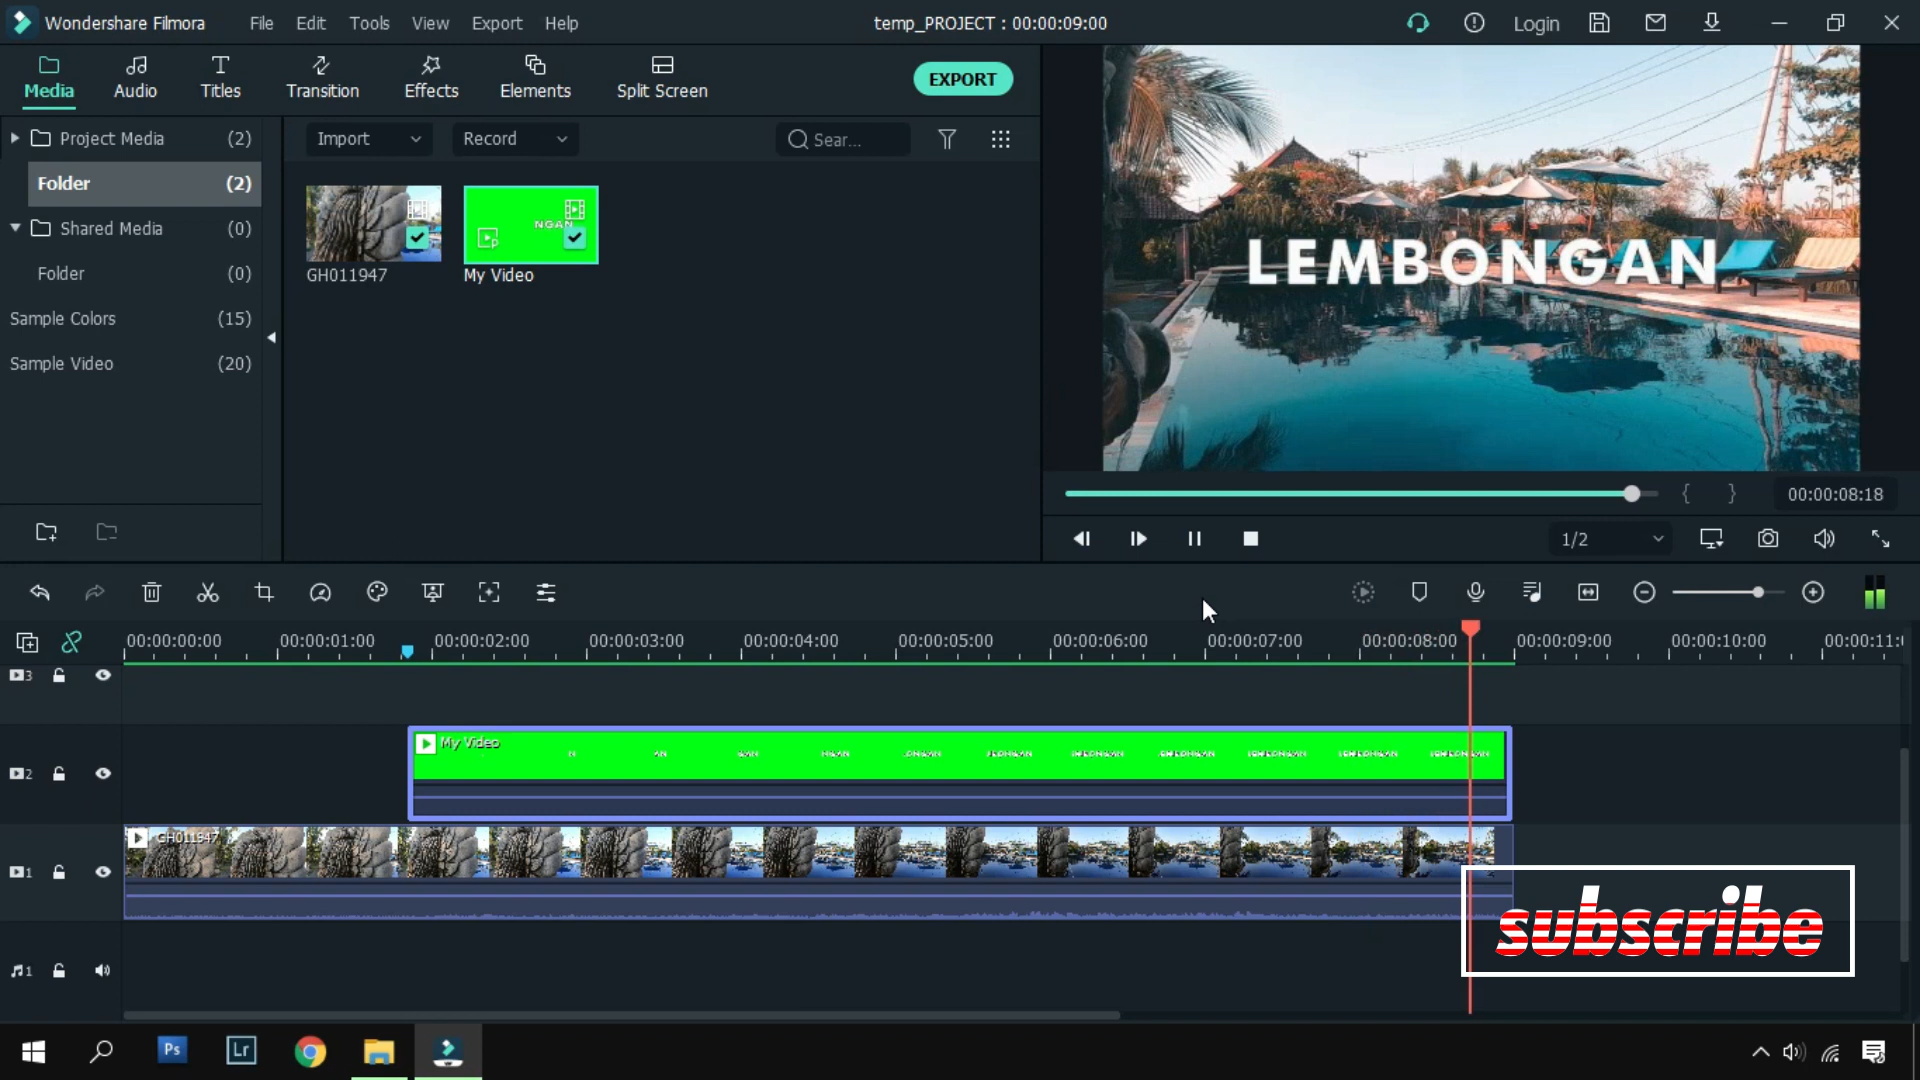 Wondershare Filmora File Edit Tools View Export Help temp_PROJECT : 00:00:09:00 Login
Media Audio Titles Transition Effects Elements Split Screen EXPORT
Project Media (2)
Folder (2)
Shared Media (0)
Folder (0)
Sample Colors (15)
Sample Video (20)
Import Record Sear...
NGAN
GH011947 My Video
LEMBONGAN
{ } 00:00:08:18
1/2
00:00:00:00 00:00:01:00 00:00:02:00 00:00:03:00 00:00:04:00 00:00:05:00 00:00:06:00 00:00:07:00 00:00:08:00 00:00:09:00 00:00:10:00 00:00:11:
3
2
My Video
1
GH011947
subscribe
1
Ps Lr